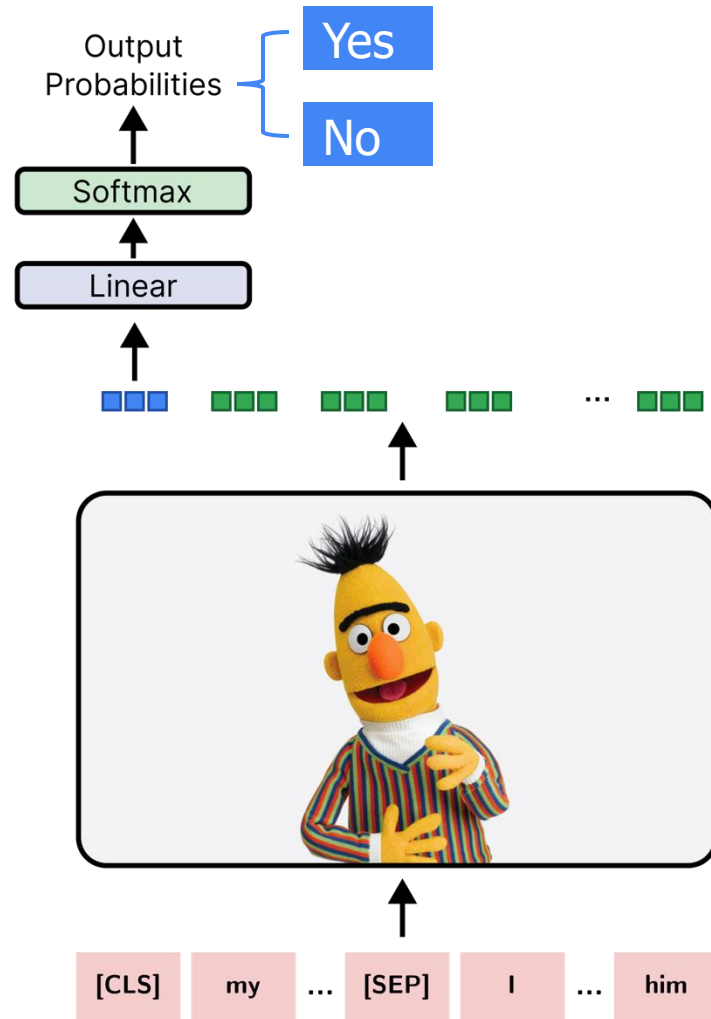 Output
Probabilities
Yes
No
Softmax
Linear
...
[CLS] my ... [SEP] I ... him